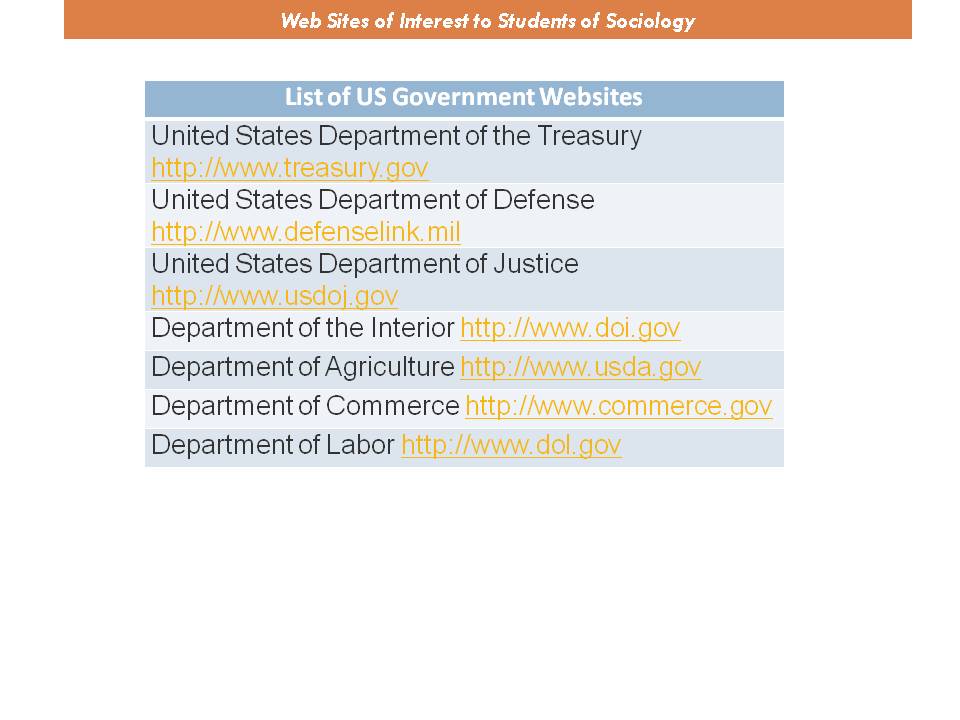 Web Sites of Interest to Students of Sociology
List of US Government Websites
United States Department of the Treasury
http://www.treasury.gov
United States Department of Defense
http://www.defenselink.mil
United States Department of Justice
http://www.usdoj.gov
Department of the Interior http://www.doi.gov
Department of Agriculture http://www.usda.gov
Department of Commerce http://www.commerce.gov
Department of Labor http://www.dol.gov